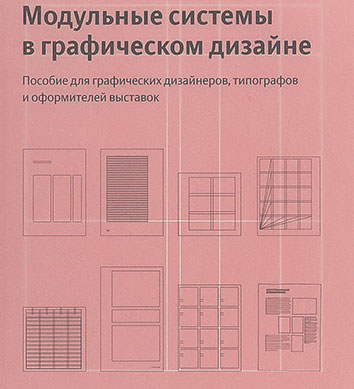 Модульные системы
в графическом дизайне
Пособие для графических дизайнеров, типографов
и оформителей выставок